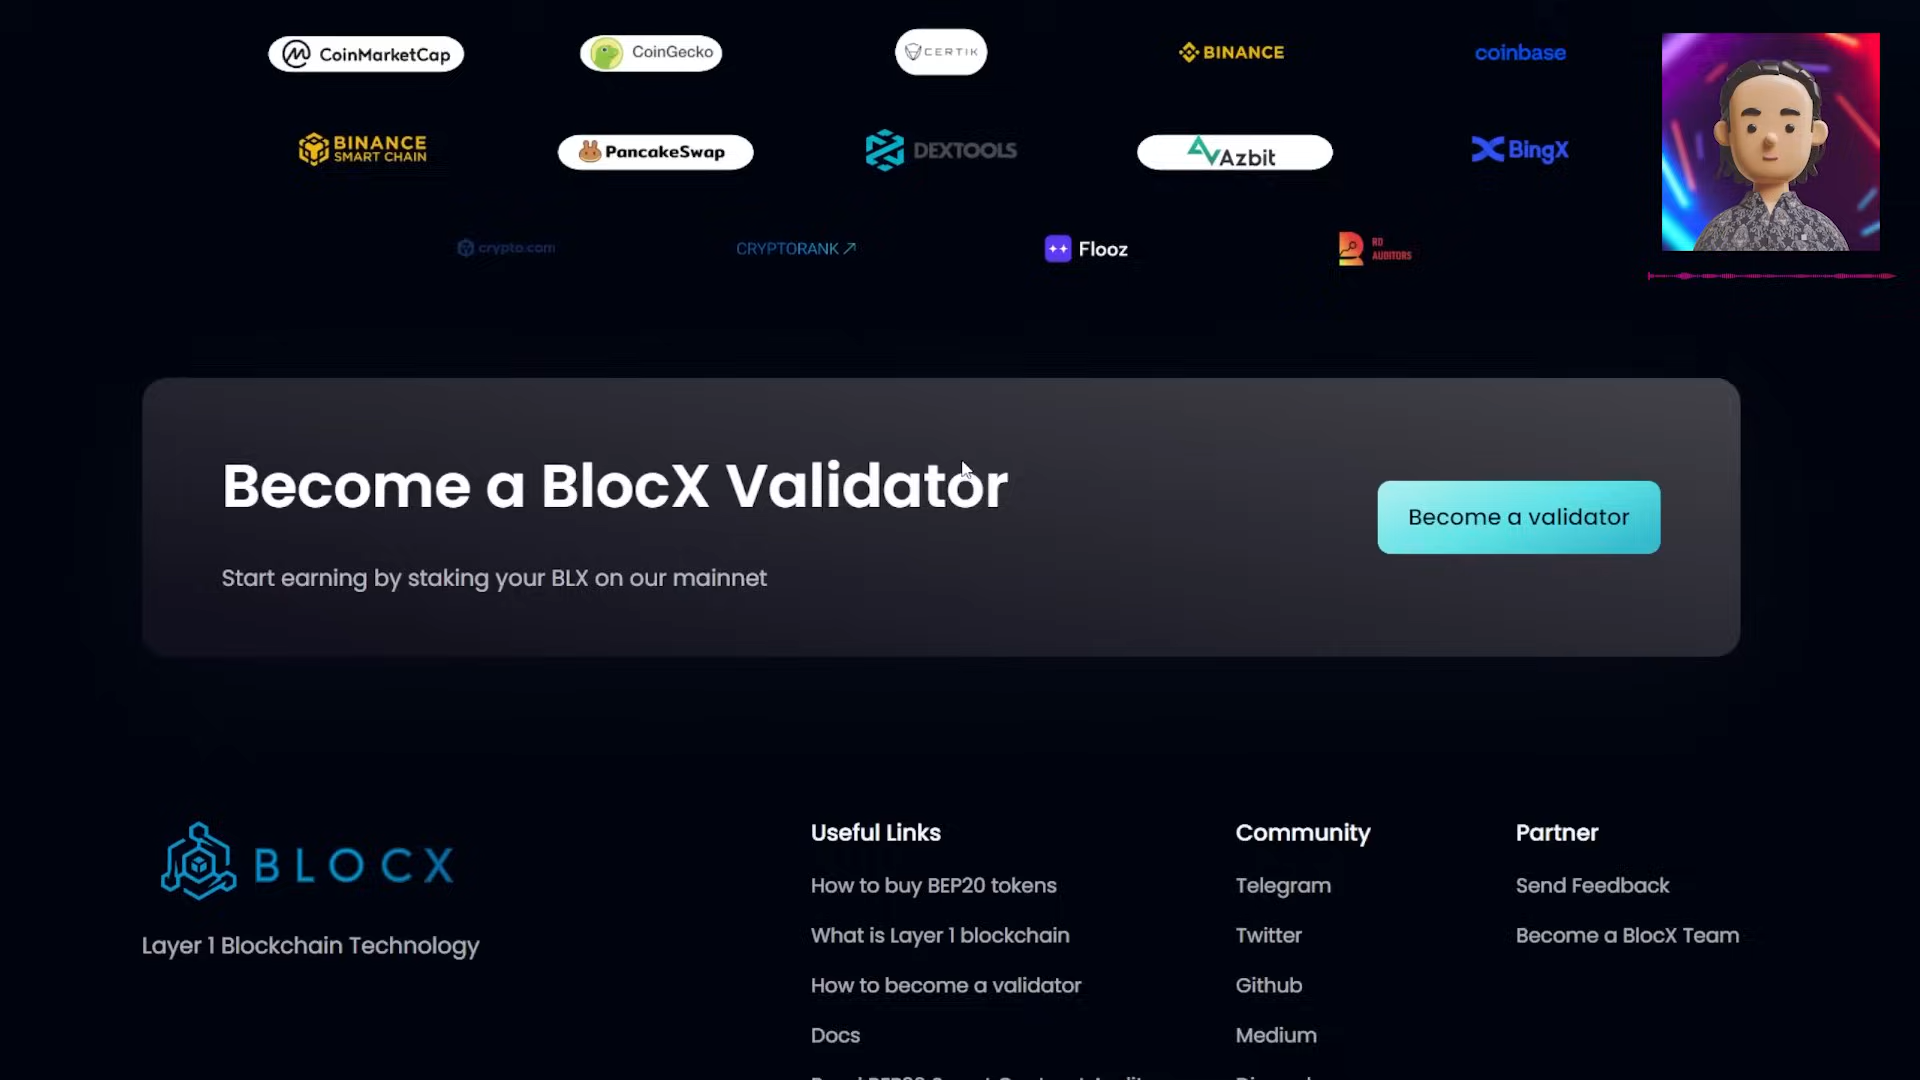 CoinMarketCap
CoinGecko
CERTIK
BINANCE
coinbase
BINANCE
SMART CHAIN
PancakeSwap
DEXTOOLS
Azbit
BingX
crypto.com
CRYPTORANK
Flooz
RD
AUDITORS
Become a BlocX Validator
Become a validator
Start earning by staking your BLX on our mainnet
BLOCX
Layer 1 Blockchain Technology
Useful Links
How to buy BEP20 tokens
What is Layer 1 blockchain
How to become a validator
Docs
Community
Telegram
Twitter
Github
Medium
Partner
Send Feedback
Become a BlocX Team